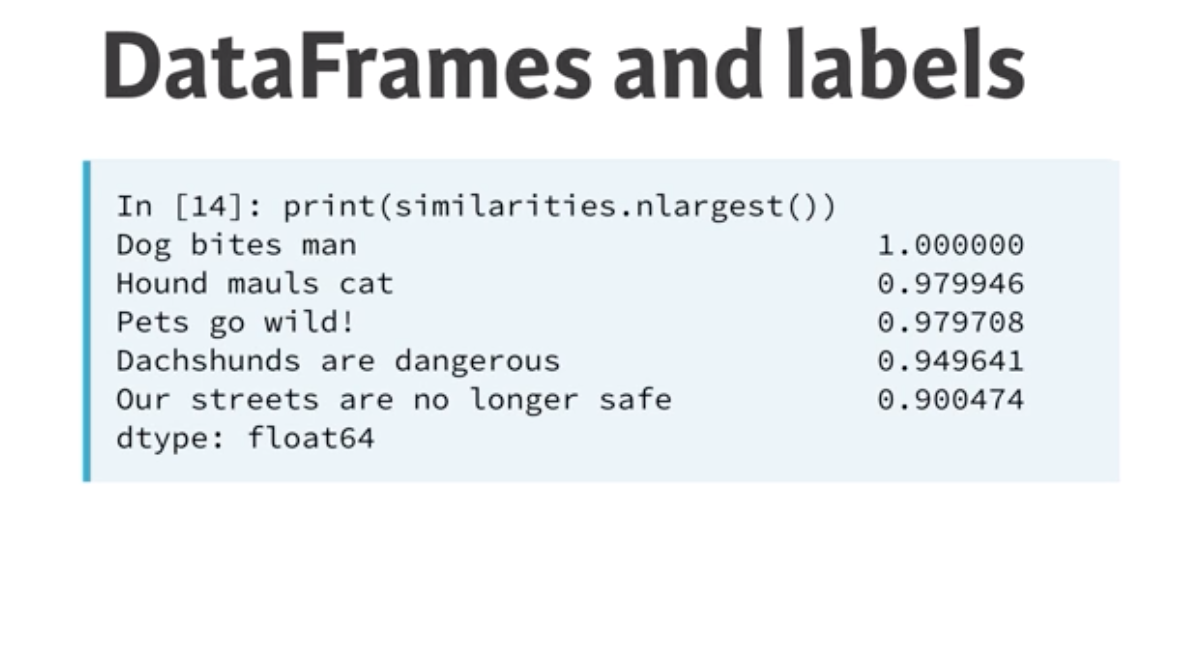 DataFrames and labels
In [14]: print(similarities.nlargest())
Dog bites man 1.000000
Hound mauls cat 0.979946
Pets go wild! 0.979708
Dachshunds are dangerous 0.949641
Our streets are no longer safe 0.900474
dtype: float64